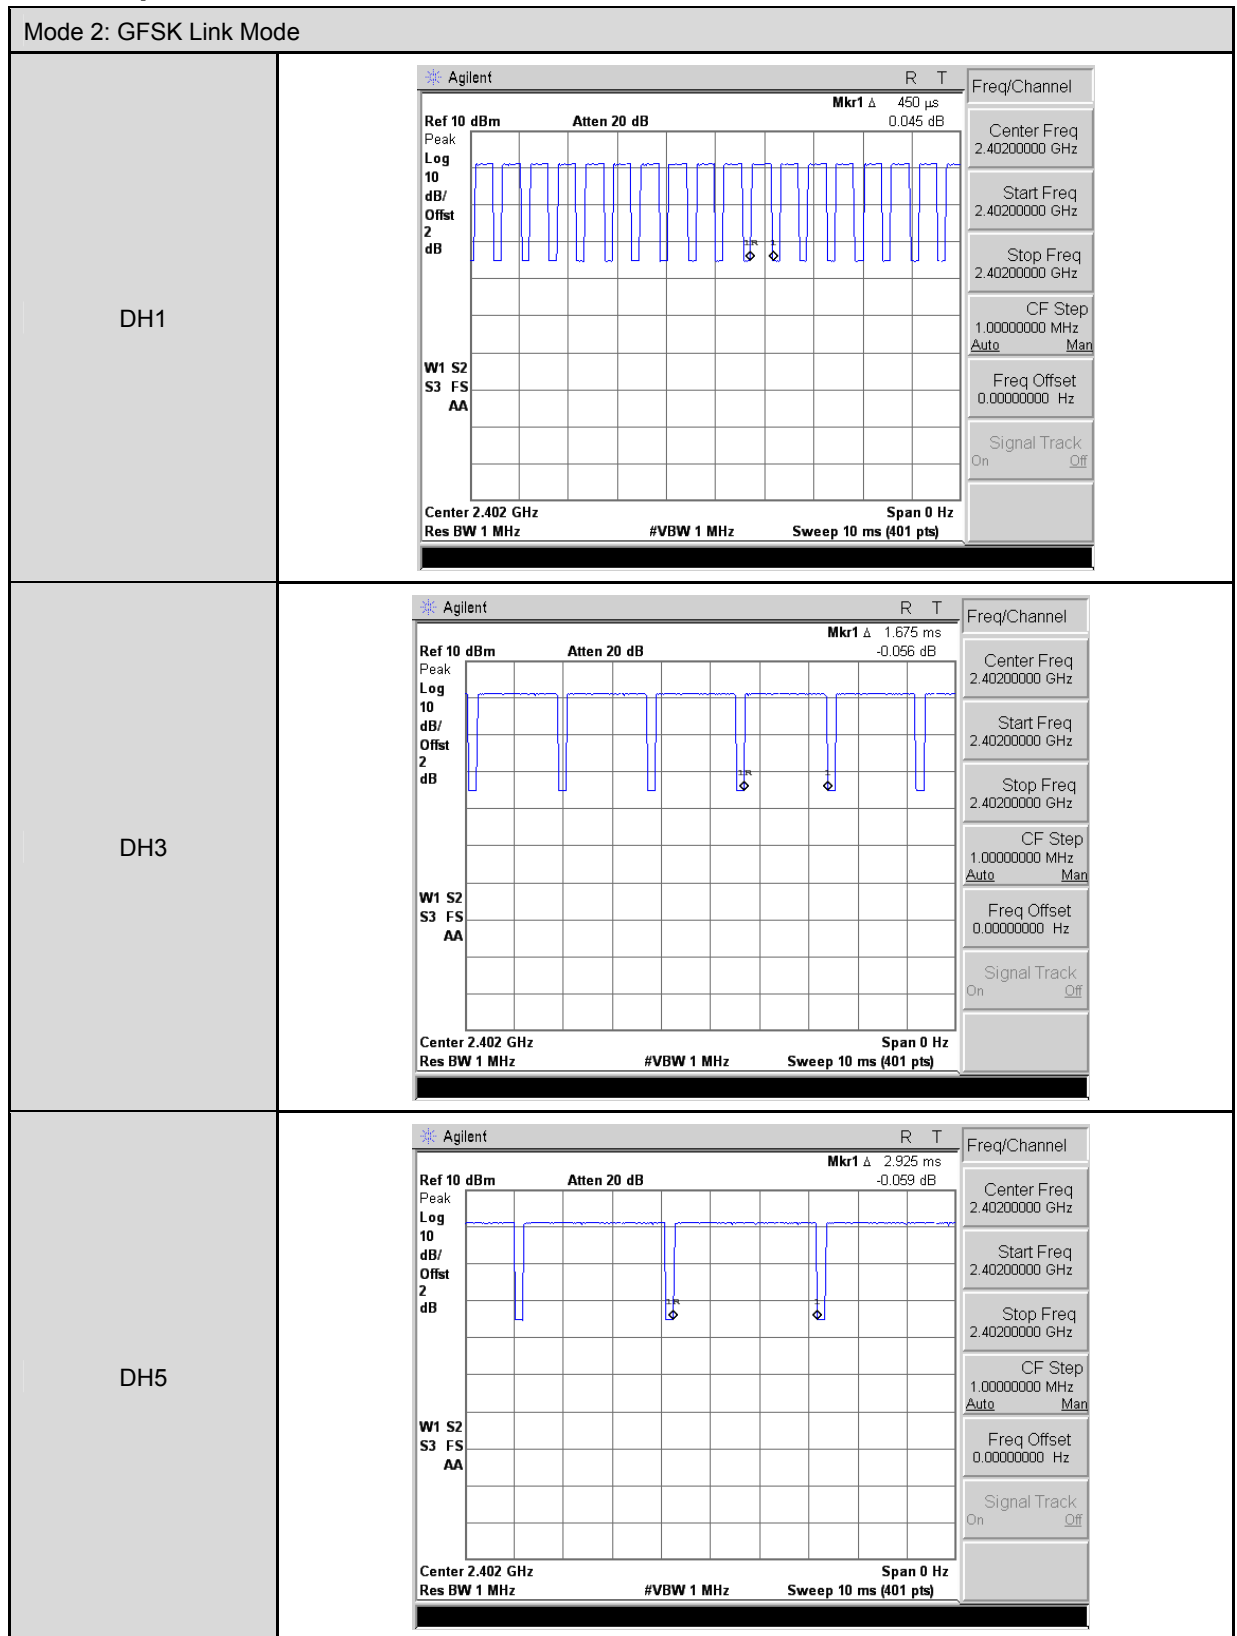 Mode 2: GFSK Link Mode
DH1
Agilent R T
Mkr1 Δ 450 µs
Ref 10 dBm Atten 20 dB 0.045 dB
Peak
Log
10
dB/
Offst
2
dB
1R 1
W1 S2
S3 FS
AA
Center 2.402 GHz Span 0 Hz
Res BW 1 MHz #VBW 1 MHz Sweep 10 ms (401 pts)
Freq/Channel
Center Freq
2.40200000 GHz
Start Freq
2.40200000 GHz
Stop Freq
2.40200000 GHz
CF Step
1.00000000 MHz
Auto Man
Freq Offset
0.00000000 Hz
Signal Track
On Off
DH3
Agilent R T
Mkr1 Δ 1.675 ms
Ref 10 dBm Atten 20 dB -0.056 dB
Peak
Log
10
dB/
Offst
2
dB
1R 1
W1 S2
S3 FS
AA
Center 2.402 GHz Span 0 Hz
Res BW 1 MHz #VBW 1 MHz Sweep 10 ms (401 pts)
Freq/Channel
Center Freq
2.40200000 GHz
Start Freq
2.40200000 GHz
Stop Freq
2.40200000 GHz
CF Step
1.00000000 MHz
Auto Man
Freq Offset
0.00000000 Hz
Signal Track
On Off
DH5
Agilent R T
Mkr1 Δ 2.925 ms
Ref 10 dBm Atten 20 dB -0.059 dB
Peak
Log
10
dB/
Offst
2
dB
1R 1
W1 S2
S3 FS
AA
Center 2.402 GHz Span 0 Hz
Res BW 1 MHz #VBW 1 MHz Sweep 10 ms (401 pts)
Freq/Channel
Center Freq
2.40200000 GHz
Start Freq
2.40200000 GHz
Stop Freq
2.40200000 GHz
CF Step
1.00000000 MHz
Auto Man
Freq Offset
0.00000000 Hz
Signal Track
On Off